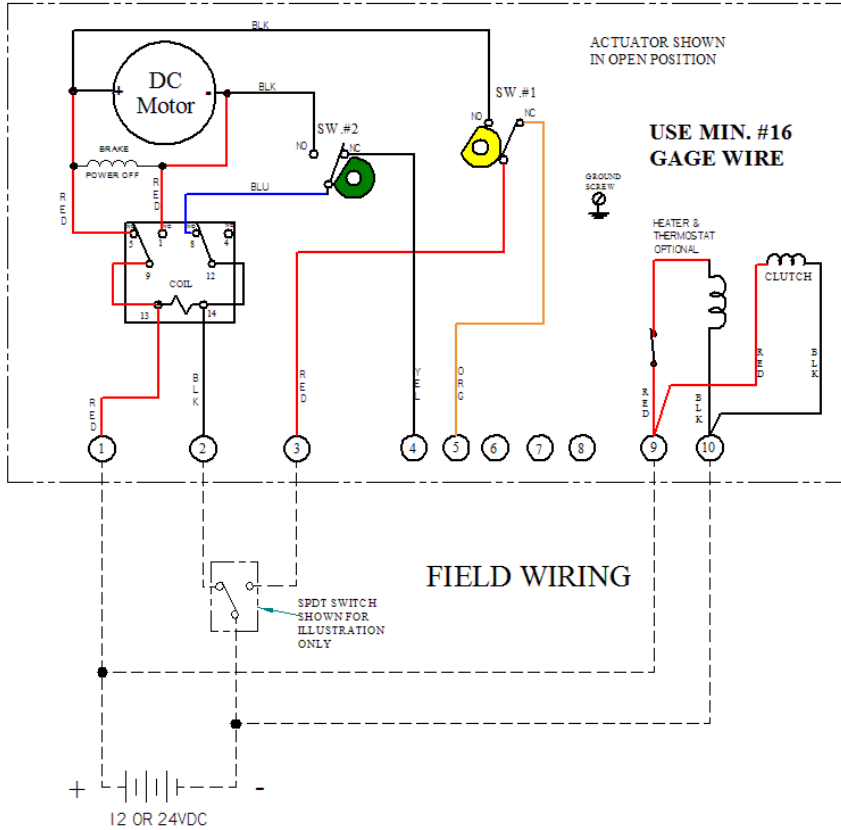 BLK
ACTUATOR SHOWN
IN OPEN POSITION
DC
Motor
+
-
BLK
SW.#1
NO
NC
SW.#2
NO
NC
USE MIN. #16
GAGE WIRE
BRAKE
POWER OFF
RED
RED
BLU
GROUND
SCREW
HEATER &
THERMOSTAT
OPTIONAL
CLUTCH
5
1
8
4
9
12
COIL
13
14
RED
BLK
RED
YEL
ORG
RED
BLK
RED
BLK
1
2
3
4
5
6
7
8
9
10
FIELD WIRING
SPDT SWITCH
SHOWN FOR
ILLUSTRATION
ONLY
+
-
12 OR 24VDC